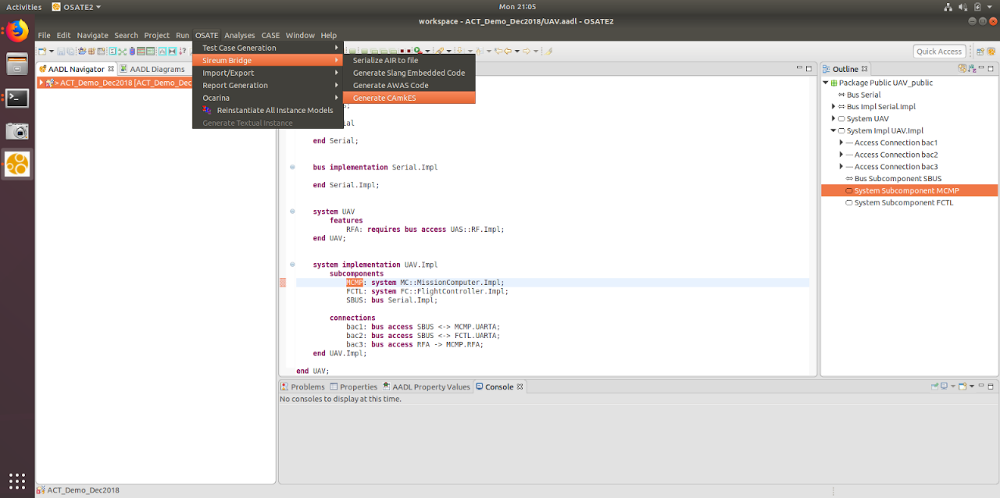 Activities OSATE2 Mon 21:05
workspace - ACT_Demo_Dec2018/UAV.aadl - OSATE2
File Edit Navigate Search Project Run OSATE Analyses CASE Window Help
Quick Access
Test Case Generation
Sireum Bridge
Import/Export
Report Generation
Ocarina
Reinstantiate All Instance Models
Generate Textual Instance
Serialize AIR to file
Generate Slang Embedded Code
Generate AWAS Code
Generate CAmkES
AADL Navigator AADL Diagrams
> ACT_Demo_Dec2018 [ACT_Demo_Dec
end Serial;
bus implementation Serial.Impl
end Serial.Impl;
system UAV
features
RFA: requires bus access UAS::RF.Impl;
end UAV;
system implementation UAV.Impl
subcomponents
MCMP: system MC::MissionComputer.Impl;
FCTL: system FC::FlightController.Impl;
SBUS: bus Serial.Impl;
connections
bac1: bus access SBUS <-> MCMP.UARTA;
bac2: bus access SBUS <-> FCTL.UARTA;
bac3: bus access RFA -> MCMP.RFA;
end UAV.Impl;
end UAV;
Outline
Package Public UAV_public
Bus Serial
Bus Impl Serial.Impl
System UAV
System Impl UAV.Impl
Access Connection bac1
Access Connection bac2
Access Connection bac3
Bus Subcomponent SBUS
System Subcomponent MCMP
System Subcomponent FCTL
Problems Properties AADL Property Values Console
No consoles to display at this time.
ACT_Demo_Dec2018